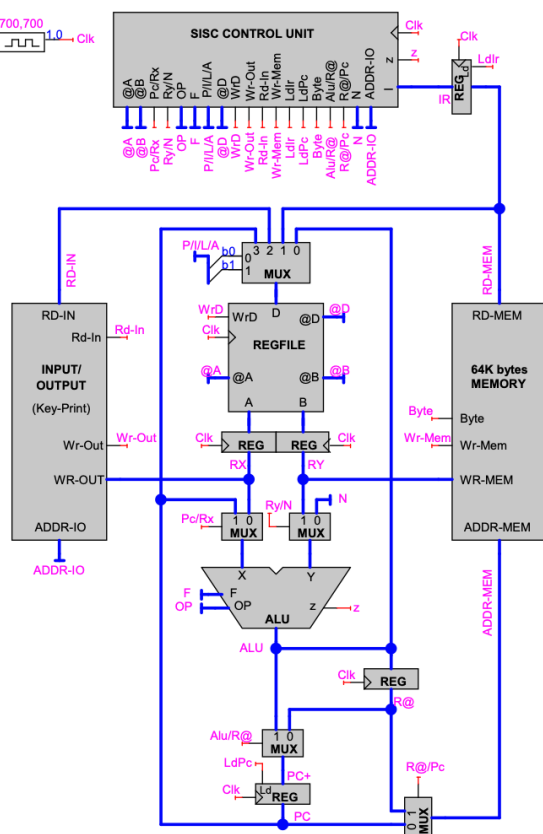 700,700
1.0
Clk
SISC CONTROL UNIT
Clk
z
z
I
@A @B Pc/Rx Ry/N OP F P/I/L/A @D WrD Wr-Out Rd-In Wr-Mem LdIr LdPc Byte Alu/R@ R@/Pc N ADDR-IO
@A @B Pc/Rx Ry/N OP F P/I/L/A @D WrD Wr-Out Rd-In Wr-Mem LdIr LdPc Byte Alu/R@ R@/Pc N ADDR-IO
Clk
REG
Ld
LdIr
IR
RD-IN
RD-MEM
P/I/L/A
b0
b1
0
1
3 2 1 0
MUX
RD-IN
Rd-In
Rd-In
INPUT/
OUTPUT
(Key-Print)
Wr-Out
Wr-Out
WR-OUT
ADDR-IO
ADDR-IO
WrD
WrD
D
@D
@D
Clk
REGFILE
@A
@A
@B
@B
A
B
Clk
REG
REG
Clk
RX
RY
RD-MEM
64K bytes
MEMORY
Byte
Byte
Wr-Mem
Wr-Mem
WR-MEM
ADDR-MEM
ADDR-MEM
Pc/Rx
1 0
MUX
Ry/N
1 0
MUX
N
X
Y
F
F
OP
OP
z
z
ALU
ALU
Clk
REG
R@
Alu/R@
1 0
MUX
LdPc
PC+
Clk
Ld
REG
PC
R@/Pc
0 1
MUX